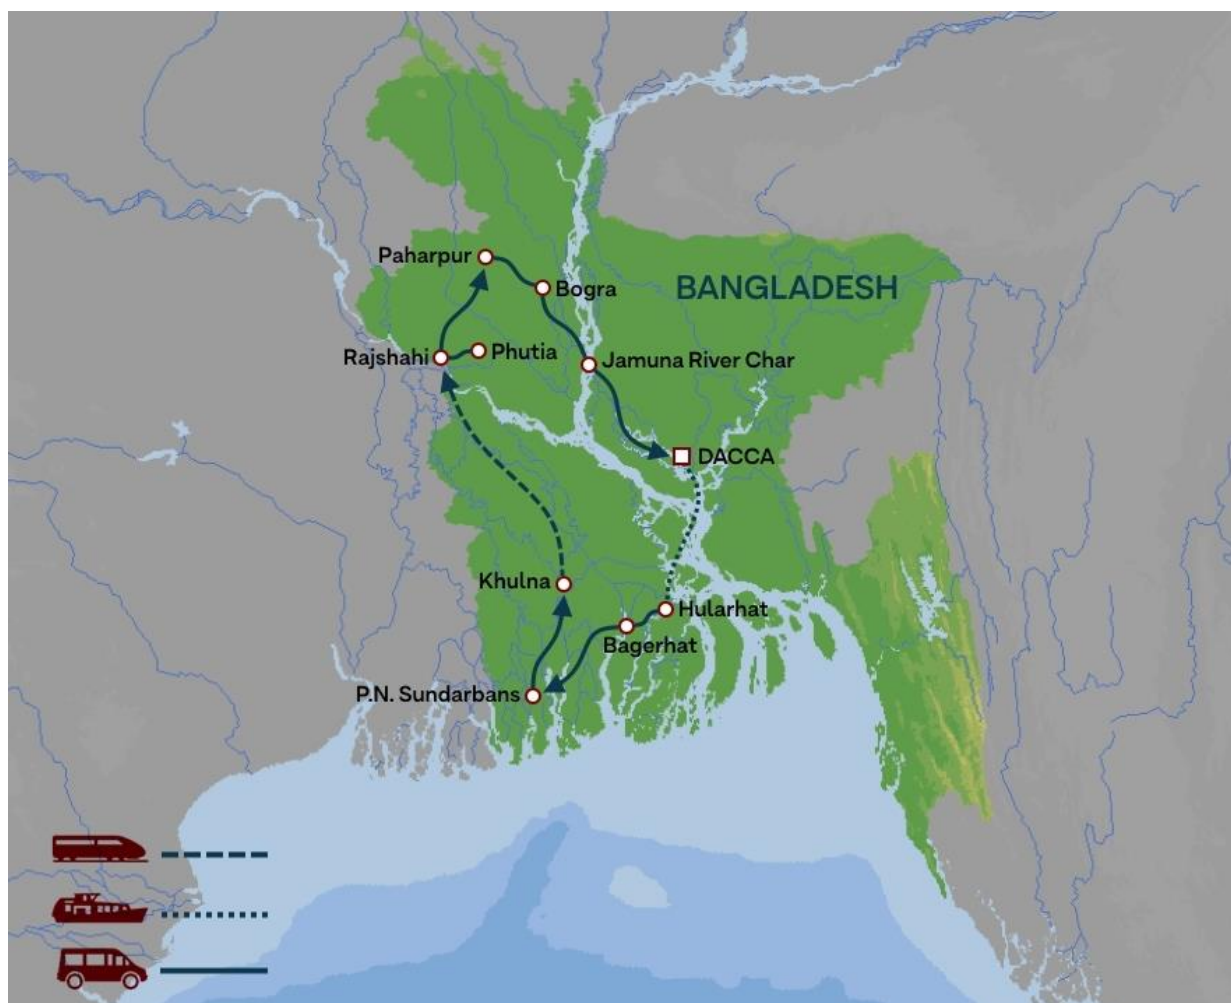 Paharpur
Bogra
BANGLADESH
Rajshahi
Phutia
Jamuna River Char
DACCA
Khulna
Hularhat
Bagerhat
P.N. Sundarbans